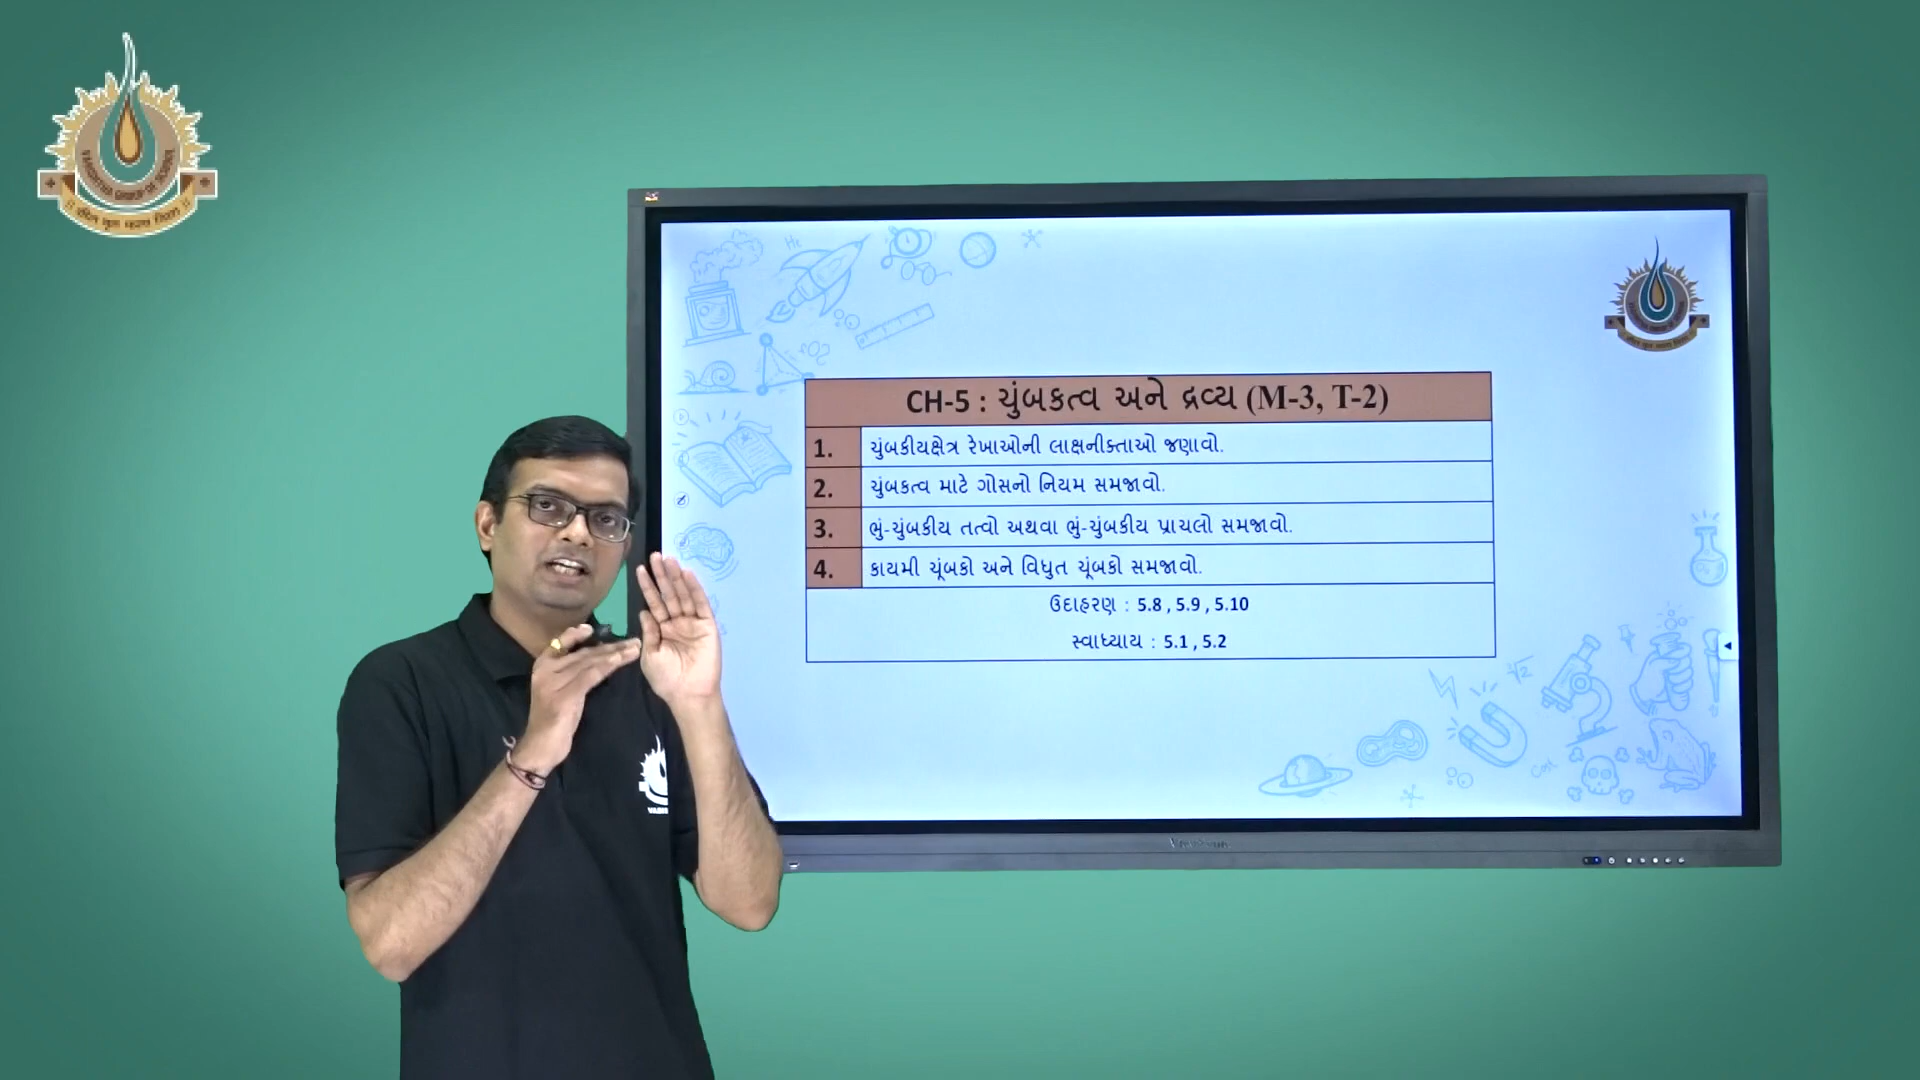 CH-5 : ચુંબકત્વ અને દ્રવ્ય (M-3, T-2)
1. ચુંબકીયક્ષેત્ર રેખાઓની લાક્ષનીક્તાઓ જણાવો.
2. ચુંબકત્વ માટે ગોસનો નિયમ સમજાવો.
3. ભું-ચુંબકીય તત્વો અથવા ભું-ચુંબકીય પ્રાચલો સમજાવો.
4. કાયમી ચૂંબકો અને વિધુત ચૂંબકો સમજાવો.
ઉદાહરણ : 5.8 , 5.9 , 5.10
સ્વાધ્યાય : 5.1 , 5.2
ViewSonic